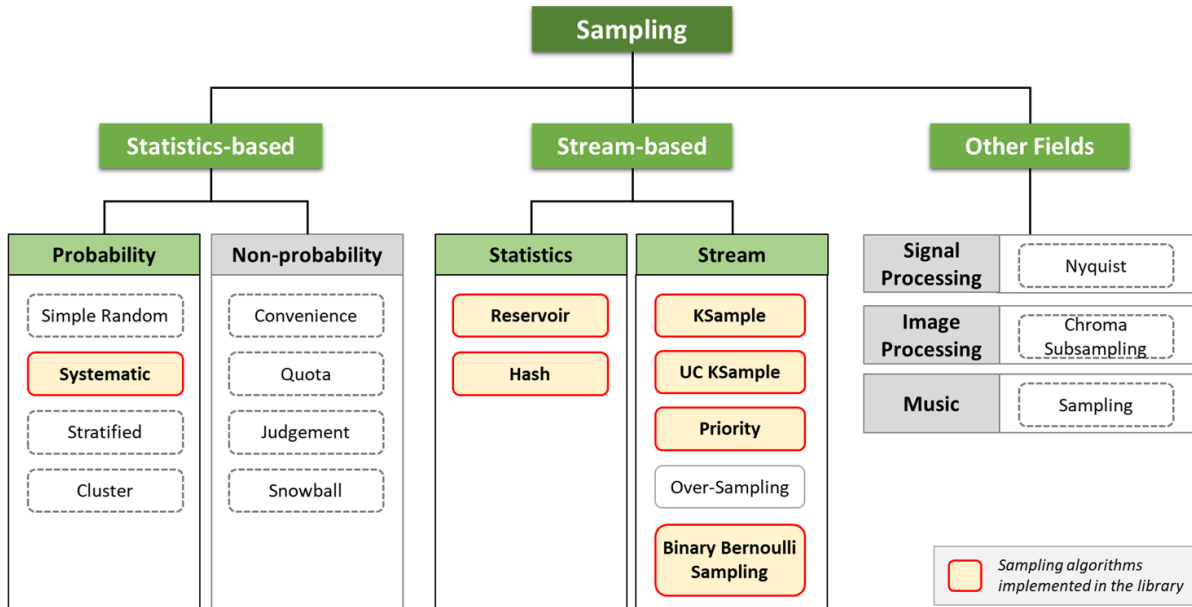 Sampling
Statistics-based
Stream-based
Other Fields
Probability
Non-probability
Statistics
Stream
Simple Random
Systematic
Stratified
Cluster
Convenience
Quota
Judgement
Snowball
Reservoir
Hash
KSample
UC KSample
Priority
Over-Sampling
Binary Bernoulli
Sampling
Signal
Processing
Nyquist
Image
Processing
Chroma
Subsampling
Music
Sampling
Sampling algorithms
implemented in the library